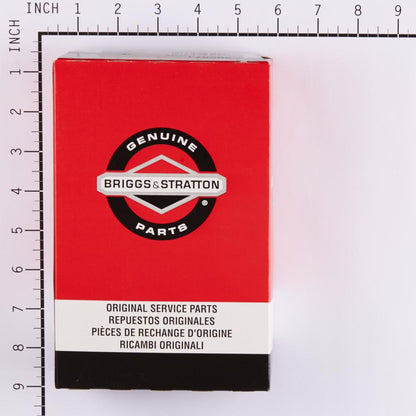 INCH 1 2 3 4 5 6 7 8 9
INCH
1
2
3
4
5
6
7
8
9
GENUINE
BRIGGS & STRATTON
®
PARTS
ORIGINAL SERVICE PARTS
REPUESTOS ORIGINALES
PIÈCES DE RECHANGE D'ORIGINE
RICAMBI ORIGINALI